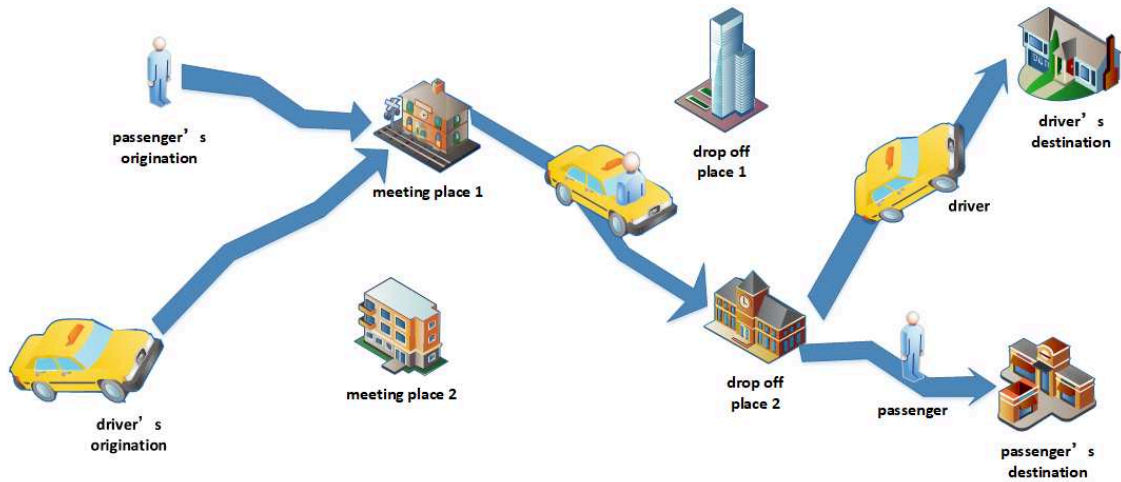 passenger’s
origination
meeting place 1
drop off
place 1
driver’s
destination
driver
meeting place 2
driver’s
origination
drop off
place 2
passenger
passenger’s
destination